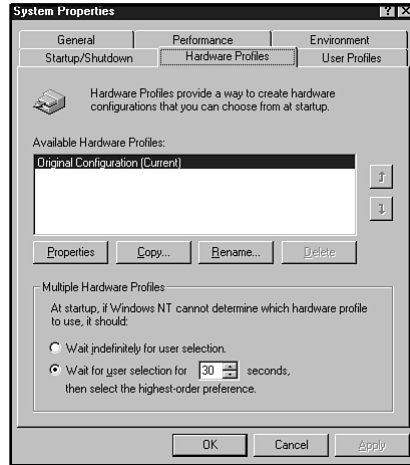 System Properties
General Performance Environment
Startup/Shutdown Hardware Profiles User Profiles
Hardware Profiles provide a way to create hardware
configurations that you can choose from at startup.
Available Hardware Profiles:
Original Configuration (Current)
Properties Copy... Rename... Delete
Multiple Hardware Profiles
At startup, if Windows NT cannot determine which hardware profile
to use, it should:
Wait indefinitely for user selection.
Wait for user selection for 30 seconds,
then select the highest-order preference.
OK Cancel Apply